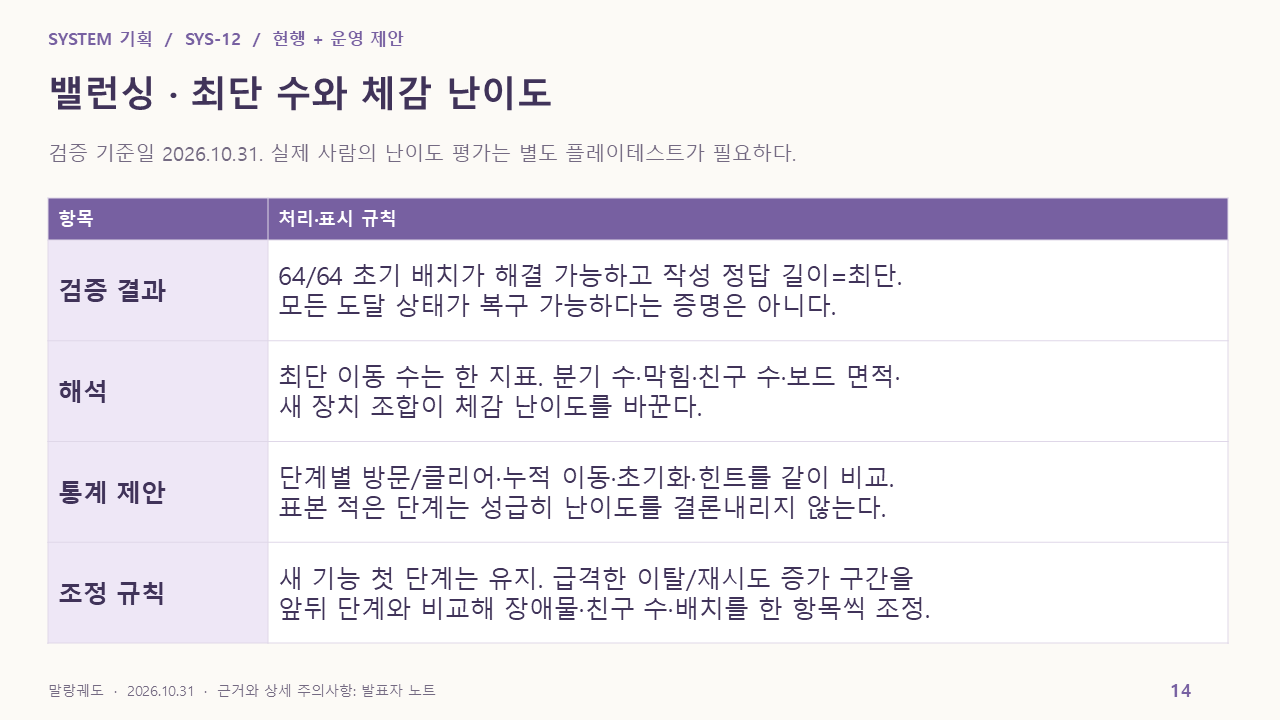 SYSTEM 기획 / SYS-12 / 현행 + 운영 제안
밸런싱 · 최단 수와 체감 난이도
검증 기준일 2026.10.31. 실제 사람의 난이도 평가는 별도 플레이테스트가 필요하다.
항목
처리·표시 규칙
검증 결과
64/64 초기 배치가 해결 가능하고 작성 정답 길이=최단.
모든 도달 상태가 복구 가능하다는 증명은 아니다.
해석
최단 이동 수는 한 지표. 분기 수·막힘·친구 수·보드 면적·
새 장치 조합이 체감 난이도를 바꾼다.
통계 제안
단계별 방문/클리어·누적 이동·초기화·힌트를 같이 비교.
표본 적은 단계는 성급히 난이도를 결론내리지 않는다.
조정 규칙
새 기능 첫 단계는 유지. 급격한 이탈/재시도 증가 구간을
앞뒤 단계와 비교해 장애물·친구 수·배치를 한 항목씩 조정.
말랑궤도 · 2026.10.31 · 근거와 상세 주의사항: 발표자 노트
14